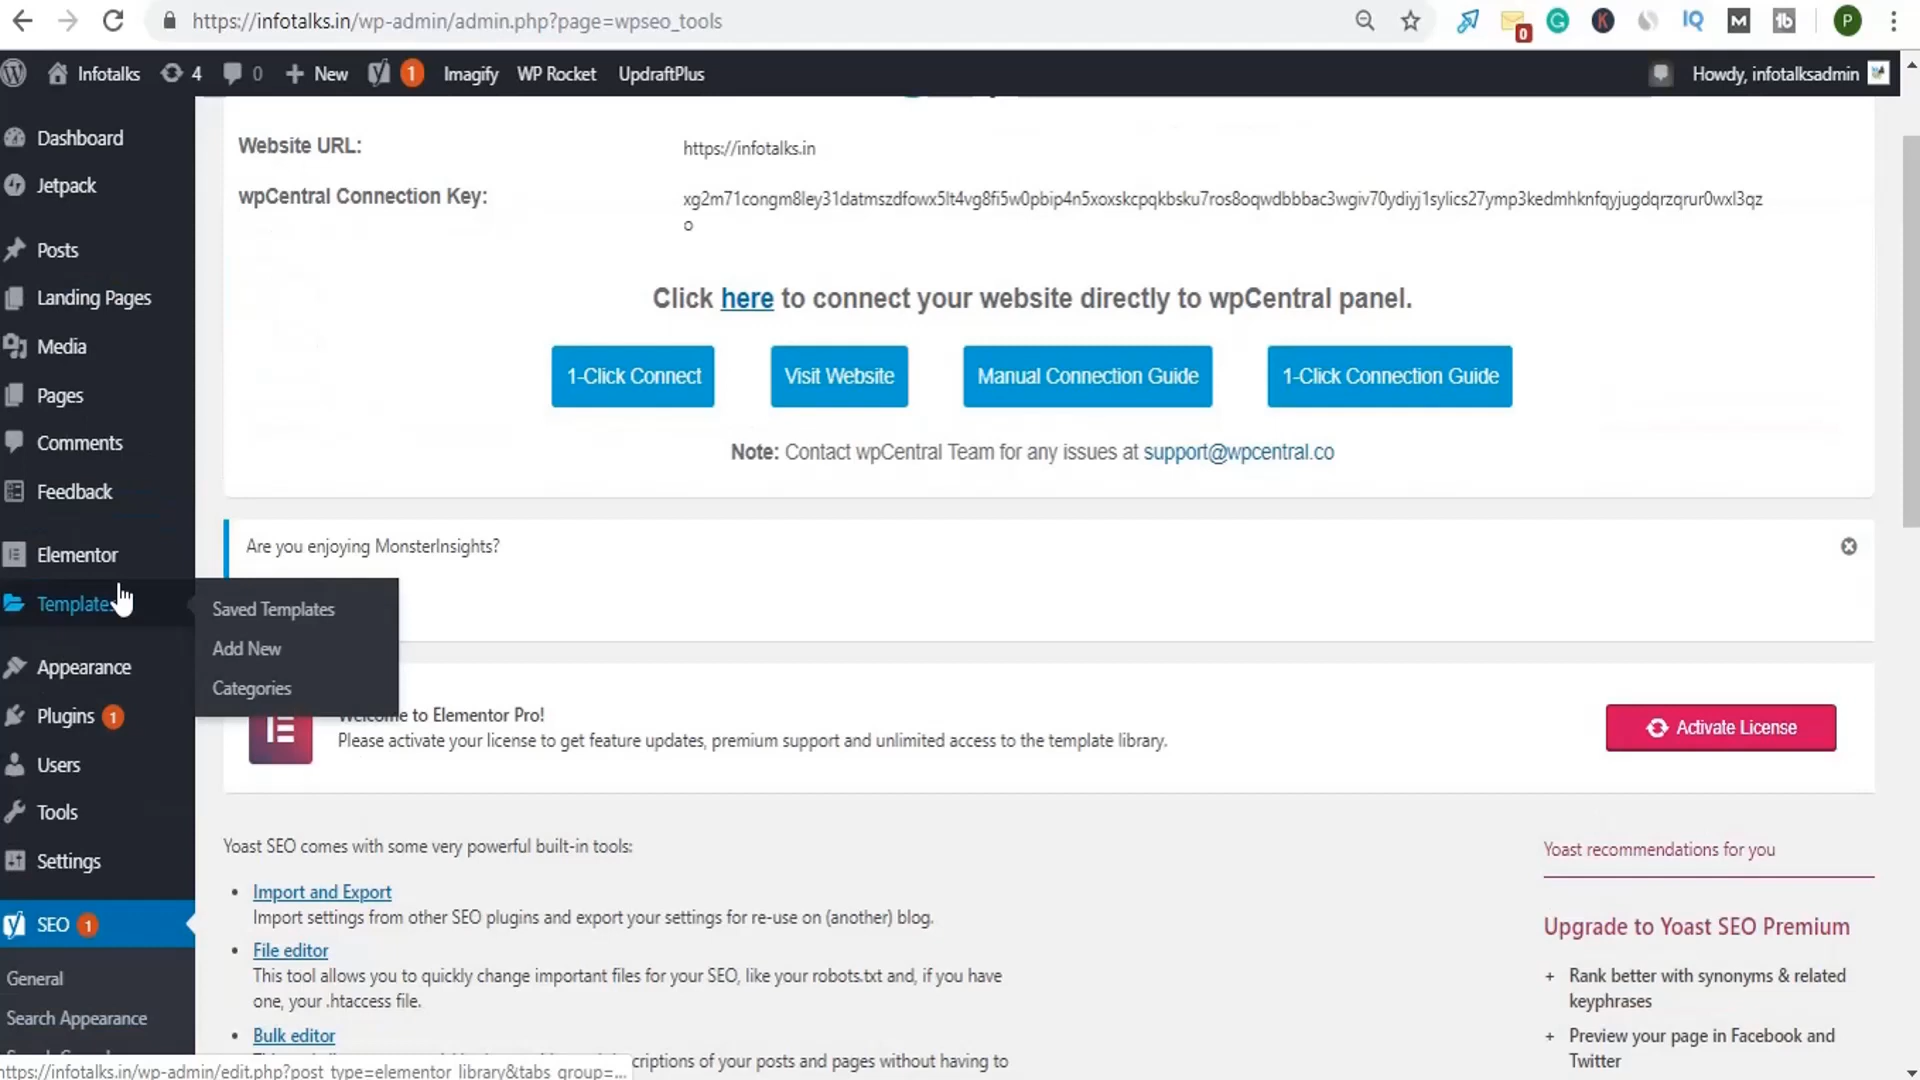 https://infotalks.in/wp-admin/admin.php?page=wpseo_tools
0
IQ
M
P
Infotalks
4
0
New
1
Imagify
WP Rocket
UpdraftPlus
Howdy, infotalksadmin
Dashboard
Jetpack
Posts
Landing Pages
Media
Pages
Comments
Feedback
Elementor
Templates
Appearance
Plugins 1
Users
Tools
Settings
SEO 1
General
Search Appearance
Saved Templates
Add New
Categories
Website URL:
https://infotalks.in
wpCentral Connection Key:
xg2m71congm8ley31datmszdfowx5lt4vg8fi5w0pbip4n5xoxskcpqkbsku7ros8oqwdbbbac3wgiv70ydiyj1sylics27ymp3kedmhknfqyjugdqrzqrur0wxl3qz
o
Click here to connect your website directly to wpCentral panel.
1-Click Connect
Visit Website
Manual Connection Guide
1-Click Connection Guide
Note: Contact wpCentral Team for any issues at support@wpcentral.co
Are you enjoying MonsterInsights?
Welcome to Elementor Pro!
Please activate your license to get feature updates, premium support and unlimited access to the template library.
Activate License
Yoast SEO comes with some very powerful built-in tools:
• Import and Export
Import settings from other SEO plugins and export your settings for re-use on (another) blog.
• File editor
This tool allows you to quickly change important files for your SEO, like your robots.txt and, if you have
one, your .htaccess file.
• Bulk editor
criptions of your posts and pages without having to
Yoast recommendations for you
Upgrade to Yoast SEO Premium
+ Rank better with synonyms & related
keyphrases
+ Preview your page in Facebook and
Twitter
https://infotalks.in/wp-admin/edit.php?post_type=elementor_library&tabs_group=...